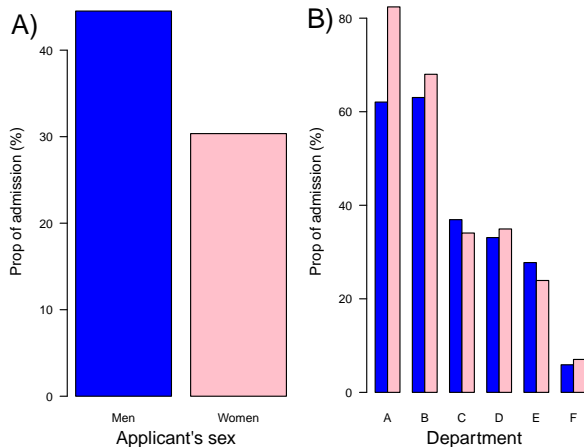 A)
Prop of admission (%)
40
30
20
10
0
Men Women
Applicant's sex
B)
Prop of admission (%)
80
60
40
20
0
A B C D E F
Department